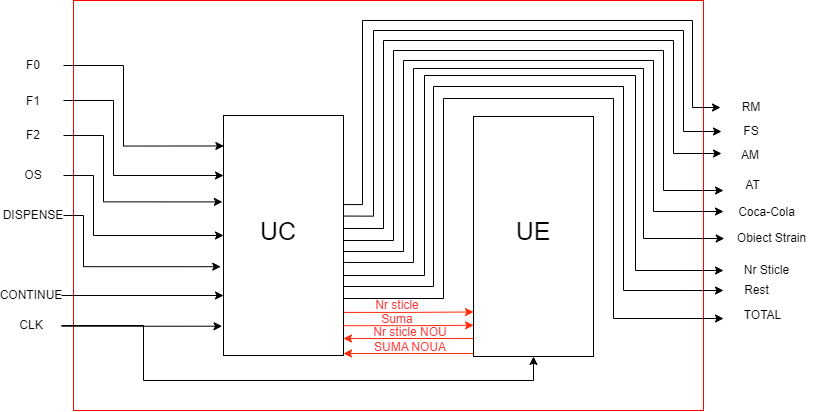 F0
F1
F2
OS
DISPENSE
CONTINUE
CLK
UC
UE
Nr sticle
Suma
Nr sticle NOU
SUMA NOUA
RM
FS
AM
AT
Coca-Cola
Obiect Strain
Nr Sticle
Rest
TOTAL